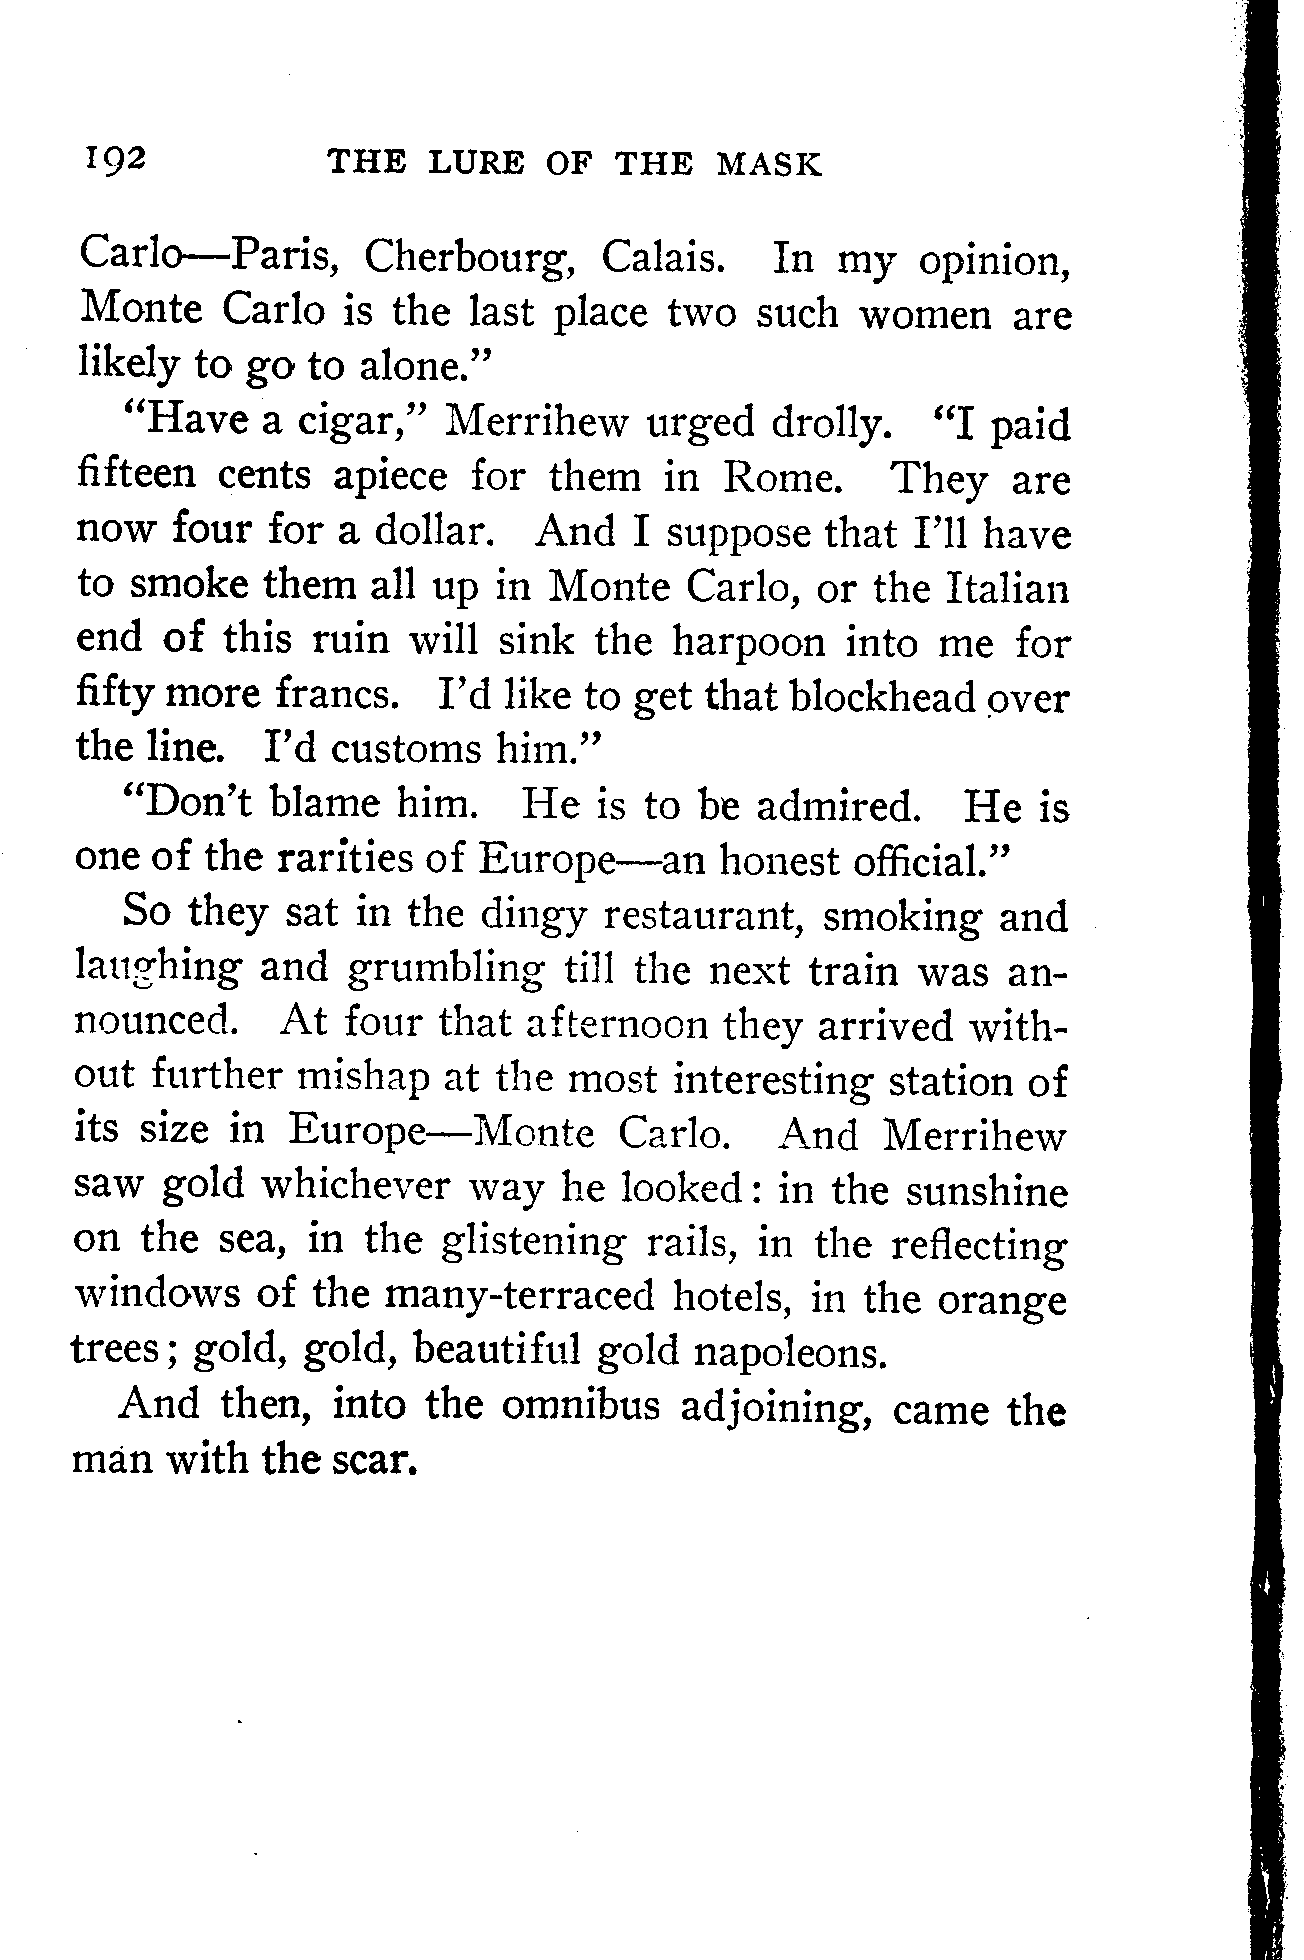 192 THE LURE OF THE MASK
Carlo—Paris, Cherbourg, Calais. In my opinion,
Monte Carlo is the last place two such women are
likely to go to alone.”
“Have a cigar,” Merrihew urged drolly. “I paid
fifteen cents apiece for them in Rome. They are
now four for a dollar. And I suppose that I’ll have
to smoke them all up in Monte Carlo, or the Italian
end of this ruin will sink the harpoon into me for
fifty more francs. I’d like to get that blockhead over
the line. I’d customs him.”
“Don’t blame him. He is to be admired. He is
one of the rarities of Europe—an honest official.”
So they sat in the dingy restaurant, smoking and
laughing and grumbling till the next train was an-
nounced. At four that afternoon they arrived with-
out further mishap at the most interesting station of
its size in Europe—Monte Carlo. And Merrihew
saw gold whichever way he looked: in the sunshine
on the sea, in the glistening rails, in the reflecting
windows of the many-terraced hotels, in the orange
trees; gold, gold, beautiful gold napoleons.
And then, into the omnibus adjoining, came the
man with the scar.